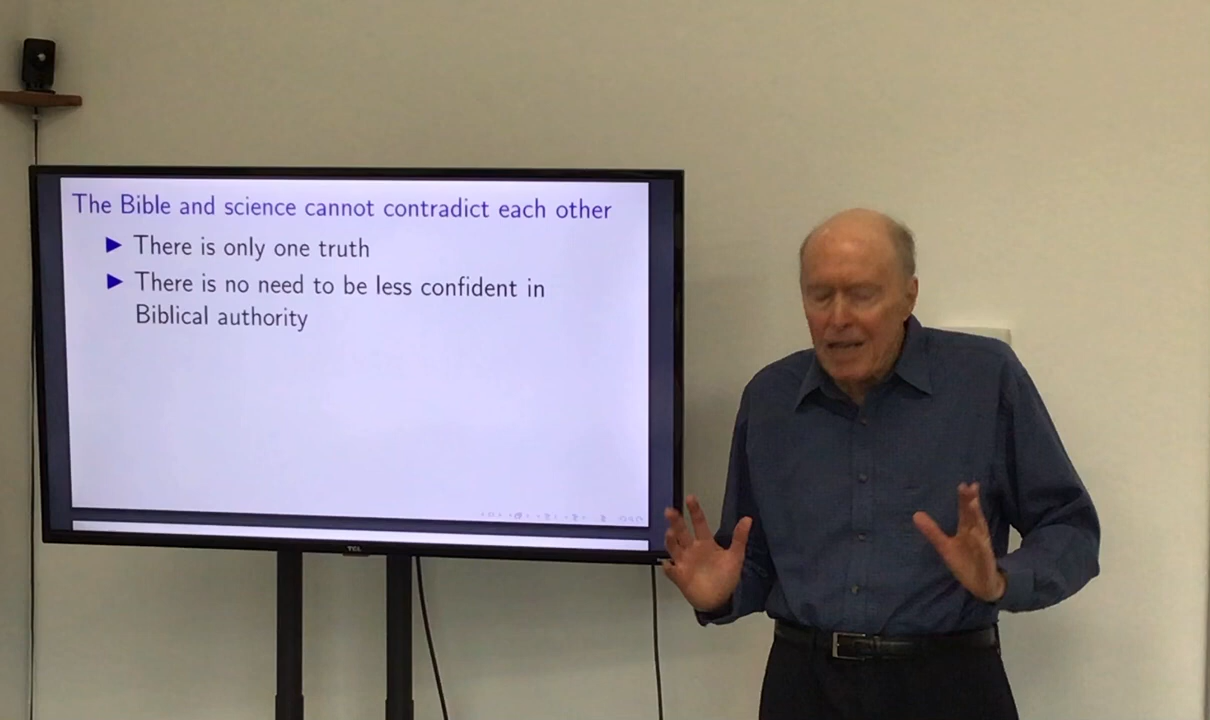 The Bible and science cannot contradict each other
There is only one truth
There is no need to be less confident in
Biblical authority
TCL